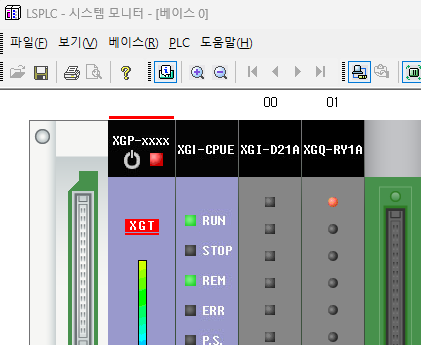 LSPLC - 시스템 모니터 - [베이스 0]
파일(F) 보기(V) 베이스(R) PLC 도움말(H)
00 01
XGP-xxxx XGI-CPUE XGI-D21A XGQ-RY1A
XGT
RUN
STOP
REM
ERR
P.S.